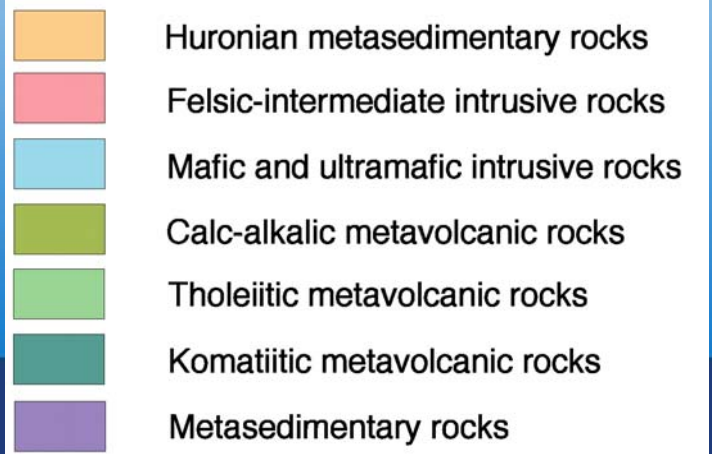 Huronian metasedimentary rocks
Felsic-intermediate intrusive rocks
Mafic and ultramafic intrusive rocks
Calc-alkalic metavolcanic rocks
Tholeiitic metavolcanic rocks
Komatiitic metavolcanic rocks
Metasedimentary rocks